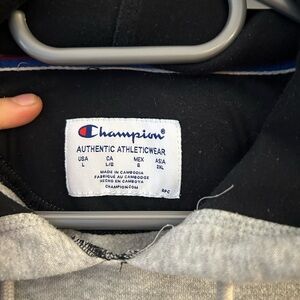 Champion
AUTHENTIC ATHLETICWEAR
USA CA MEX ASIA
L L/G G 2XL
MADE IN CAMBODIA
FABRIQUÉ AU CAMBODGE
HECHO EN CAMBOYA
CHAMPION.COM